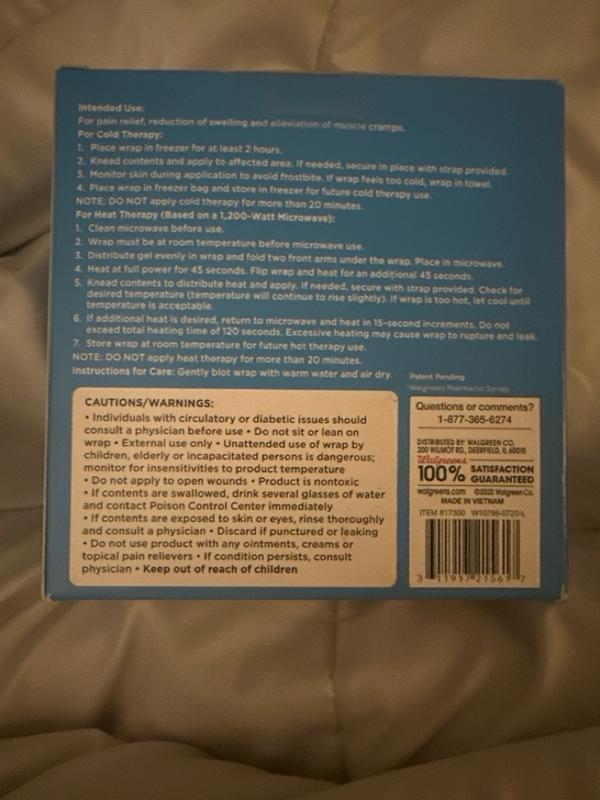 Intended Use:
For pain relief, reduction of swelling and alleviation of muscle cramps.
For Cold Therapy:
1. Place wrap in freezer for at least 2 hours.
2. Knead contents and apply to affected area. If needed, secure in place with strap provided.
3. Monitor skin during application to avoid frostbite. If wrap feels too cold, wrap in towel.
4. Place wrap in freezer bag and store in freezer for future cold therapy use.
NOTE: DO NOT apply cold therapy for more than 20 minutes.
For Heat Therapy (Based on a 1,200-Watt Microwave):
1. Clean microwave before use.
2. Wrap must be at room temperature before microwave use.
3. Distribute gel evenly in wrap and fold two front arms under the wrap. Place in microwave.
4. Heat at full power for 45 seconds. Flip wrap and heat for an additional 45 seconds.
5. Knead contents to distribute heat and apply. If needed, secure with strap provided. Check for
desired temperature (temperature will continue to rise slightly). If wrap is too hot, let cool until
temperature is acceptable.
6. If additional heat is desired, return to microwave and heat in 15-second increments. Do not
exceed total heating time of 120 seconds. Excessive heating may cause wrap to rupture and leak.
7. Store wrap at room temperature for future hot therapy use.
NOTE: DO NOT apply heat therapy for more than 20 minutes.
Instructions for Care: Gently blot wrap with warm water and air dry.
Patent Pending
Walgreens Pharmacist Survey
CAUTIONS/WARNINGS:
• Individuals with circulatory or diabetic issues should
consult a physician before use • Do not sit or lean on
wrap • External use only • Unattended use of wrap by
children, elderly or incapacitated persons is dangerous;
monitor for insensitivities to product temperature
• Do not apply to open wounds • Product is nontoxic
• If contents are swallowed, drink several glasses of water
and contact Poison Control Center immediately
• If contents are exposed to skin or eyes, rinse thoroughly
and consult a physician • Discard if punctured or leaking
• Do not use product with any ointments, creams or
topical pain relievers • If condition persists, consult
physician • Keep out of reach of children
Questions or comments?
1-877-365-6274
DISTRIBUTED BY: WALGREEN CO.
200 WILMOT RD., DEERFIELD, IL 60015
Walgreens
100% SATISFACTION
GUARANTEED
walgreens.com ©2020 Walgreen Co.
MADE IN VIETNAM
ITEM 817300 W10786-0720-L
3 11917 21561 7